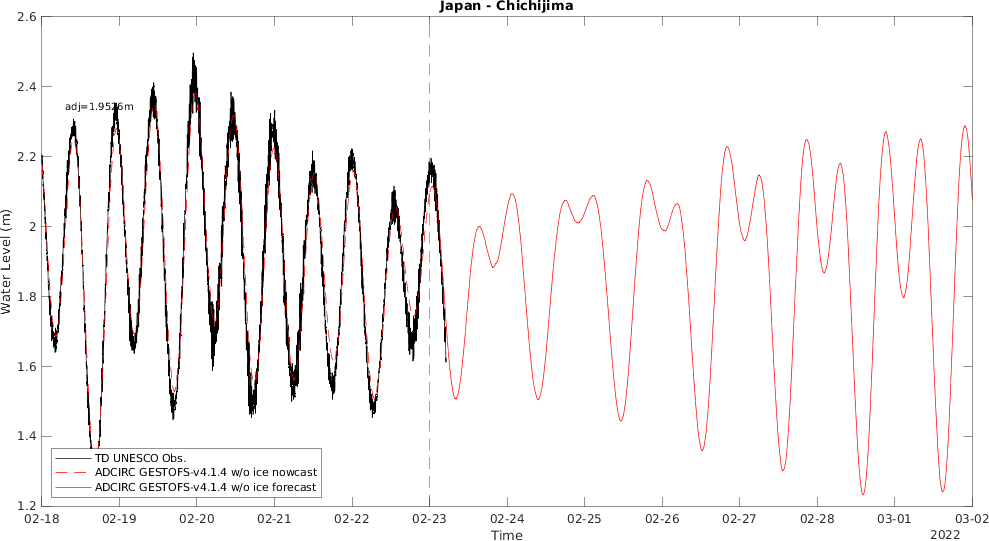 Japan - Chichijima
2.6
2.4
2.2
2
1.8
1.6
1.4
1.2
Water Level (m)
adj=1.9526m
TD UNESCO Obs.
ADCIRC GESTOFS-v4.1.4 w/o ice nowcast
ADCIRC GESTOFS-v4.1.4 w/o ice forecast
02-18 02-19 02-20 02-21 02-22 02-23 02-24 02-25 02-26 02-27 02-28 03-01 03-02
Time
2022